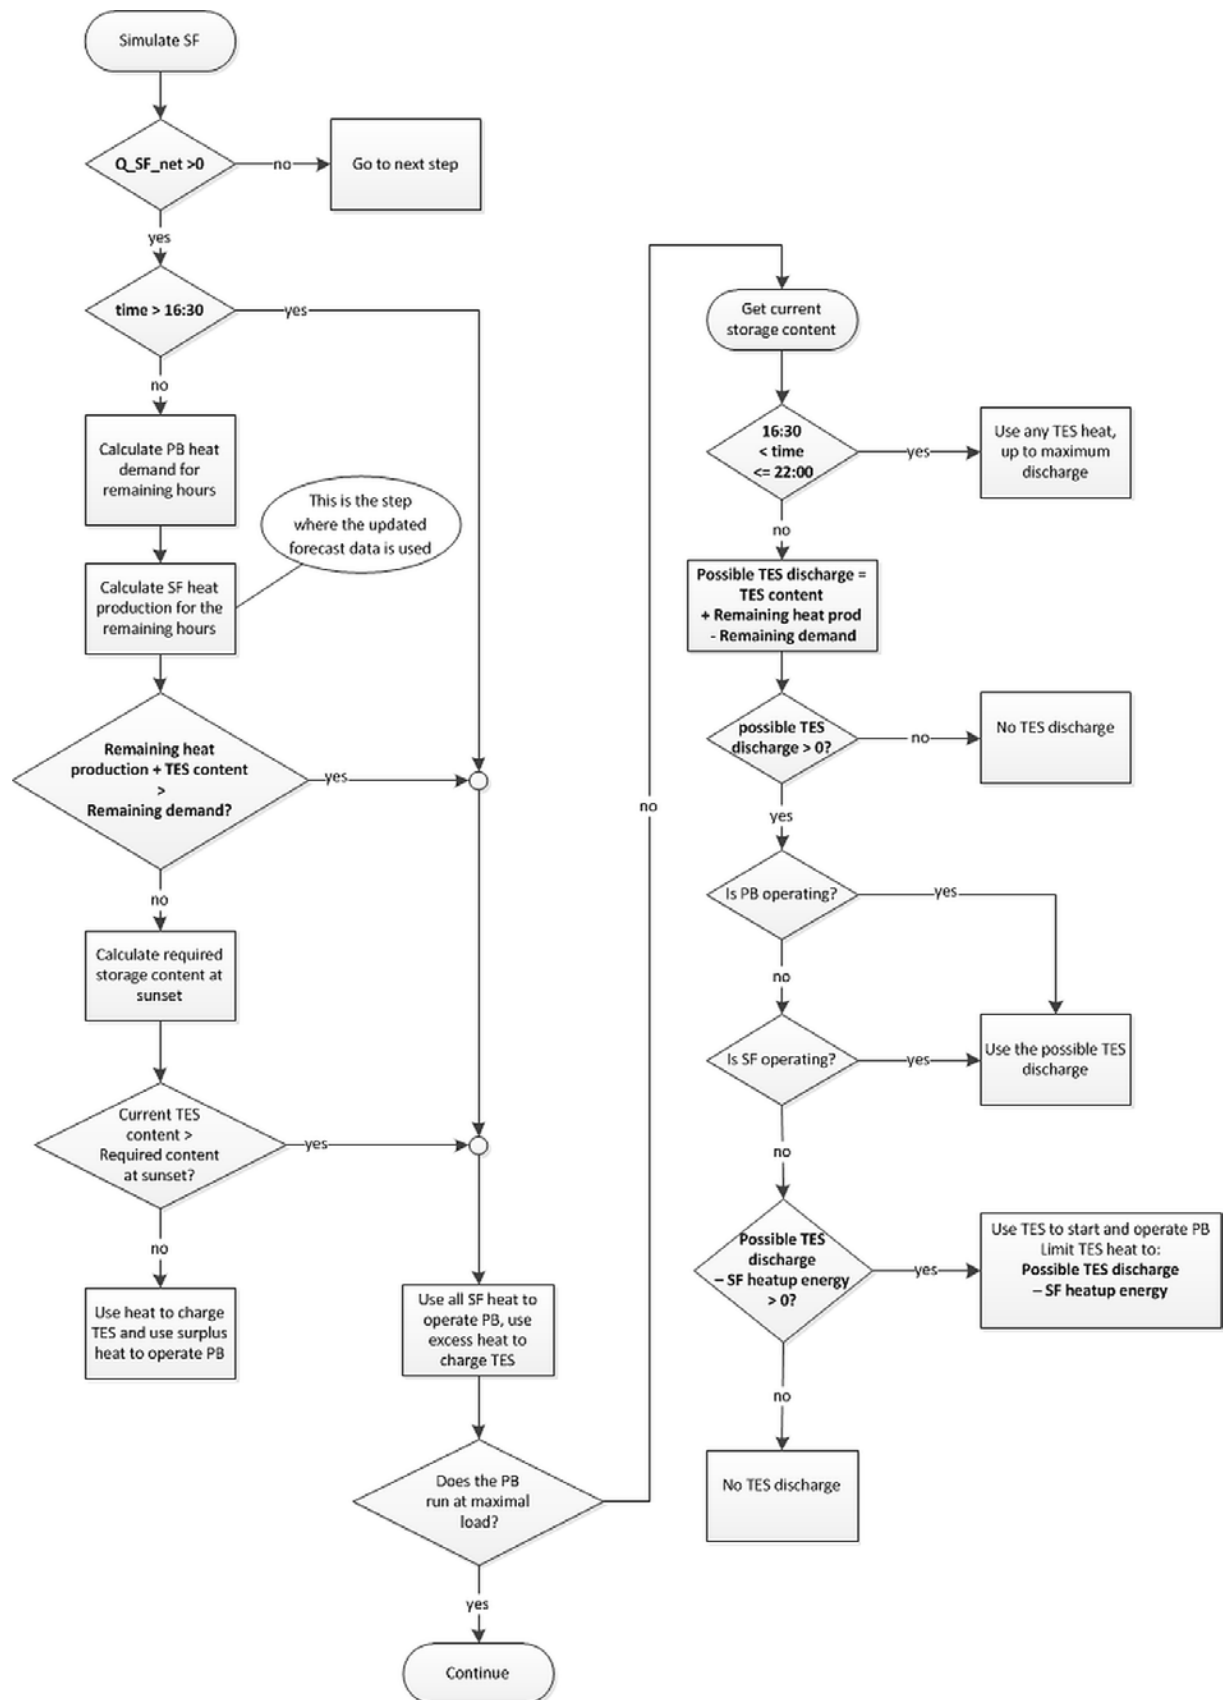 Simulate SF
Q_SF_net >0
no
Go to next step
yes
time > 16:30
yes
no
Calculate PB heat
demand for
remaining hours
This is the step
where the updated
forecast data is used
Calculate SF heat
production for the
remaining hours
Remaining heat
production + TES content
>
Remaining demand?
yes
no
Calculate required
storage content at
sunset
Current TES
content >
Required content
at sunset?
yes
no
Use heat to charge
TES and use surplus
heat to operate PB
Use all SF heat to
operate PB, use
excess heat to
charge TES
Does the PB
run at maximal
load?
yes
Continue
no
Get current
storage content
16:30
< time
<= 22:00
yes
Use any TES heat,
up to maximum
discharge
no
Possible TES discharge =
TES content
+ Remaining heat prod
- Remaining demand
possible TES
discharge > 0?
no
No TES discharge
yes
Is PB operating?
yes
no
Is SF operating?
yes
Use the possible TES
discharge
no
Possible TES
discharge
– SF heatup energy
> 0?
yes
Use TES to start and operate PB
Limit TES heat to:
Possible TES discharge
– SF heatup energy
no
No TES discharge